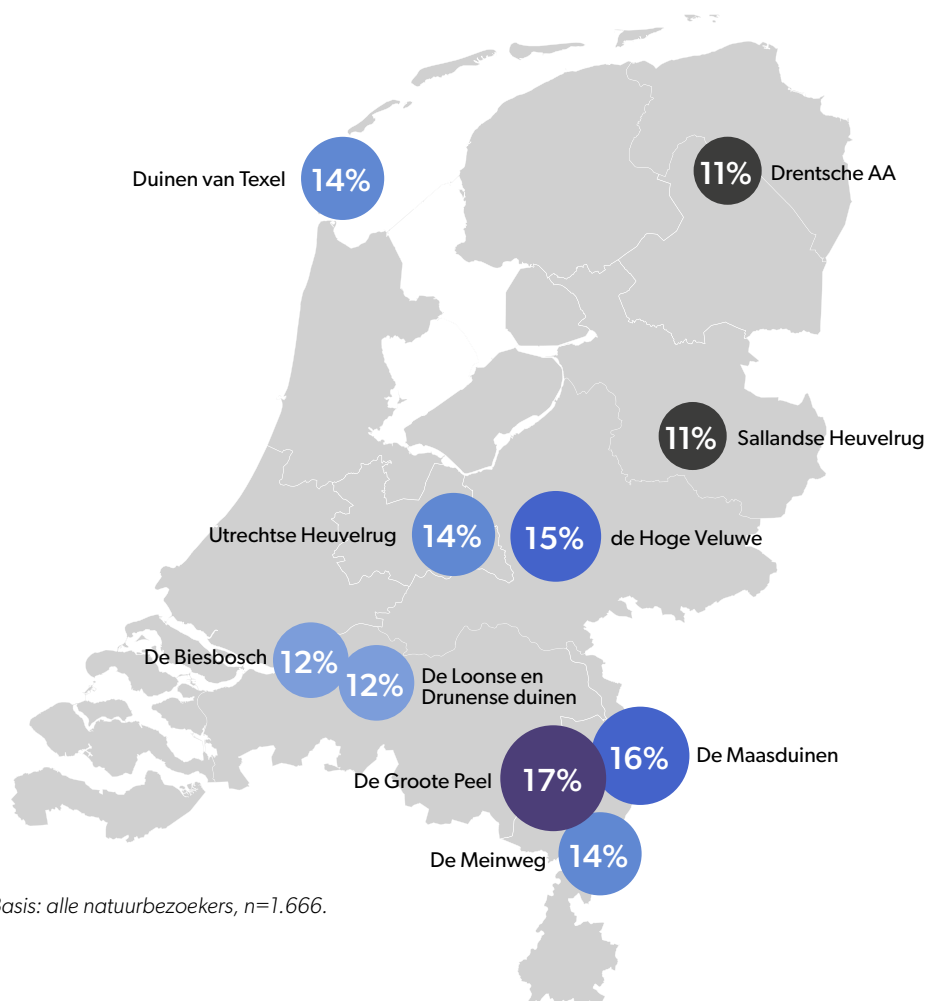 Duinen van Texel
14%
11%
Drentsche AA
11%
Sallandse Heuvelrug
Utrechtse Heuvelrug
14%
15%
de Hoge Veluwe
De Biesbosch
12%
12%
De Loonse en
Drunense duinen
De Groote Peel
17%
16%
De Maasduinen
De Meinweg
14%
Basis: alle natuurbezoekers, n=1.666.